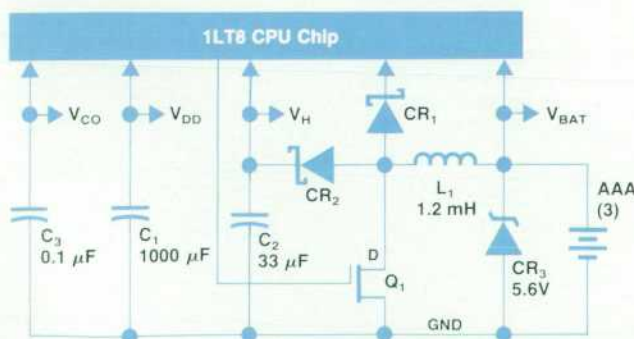 1LT8 CPU Chip
V_CO
V_DD
V_H
CR_1
V_BAT
CR_2
L_1
1.2 mH
AAA
(3)
C_3
0.1 μF
C_1
1000 μF
C_2
33 μF
D
Q_1
CR_3
5.6V
GND